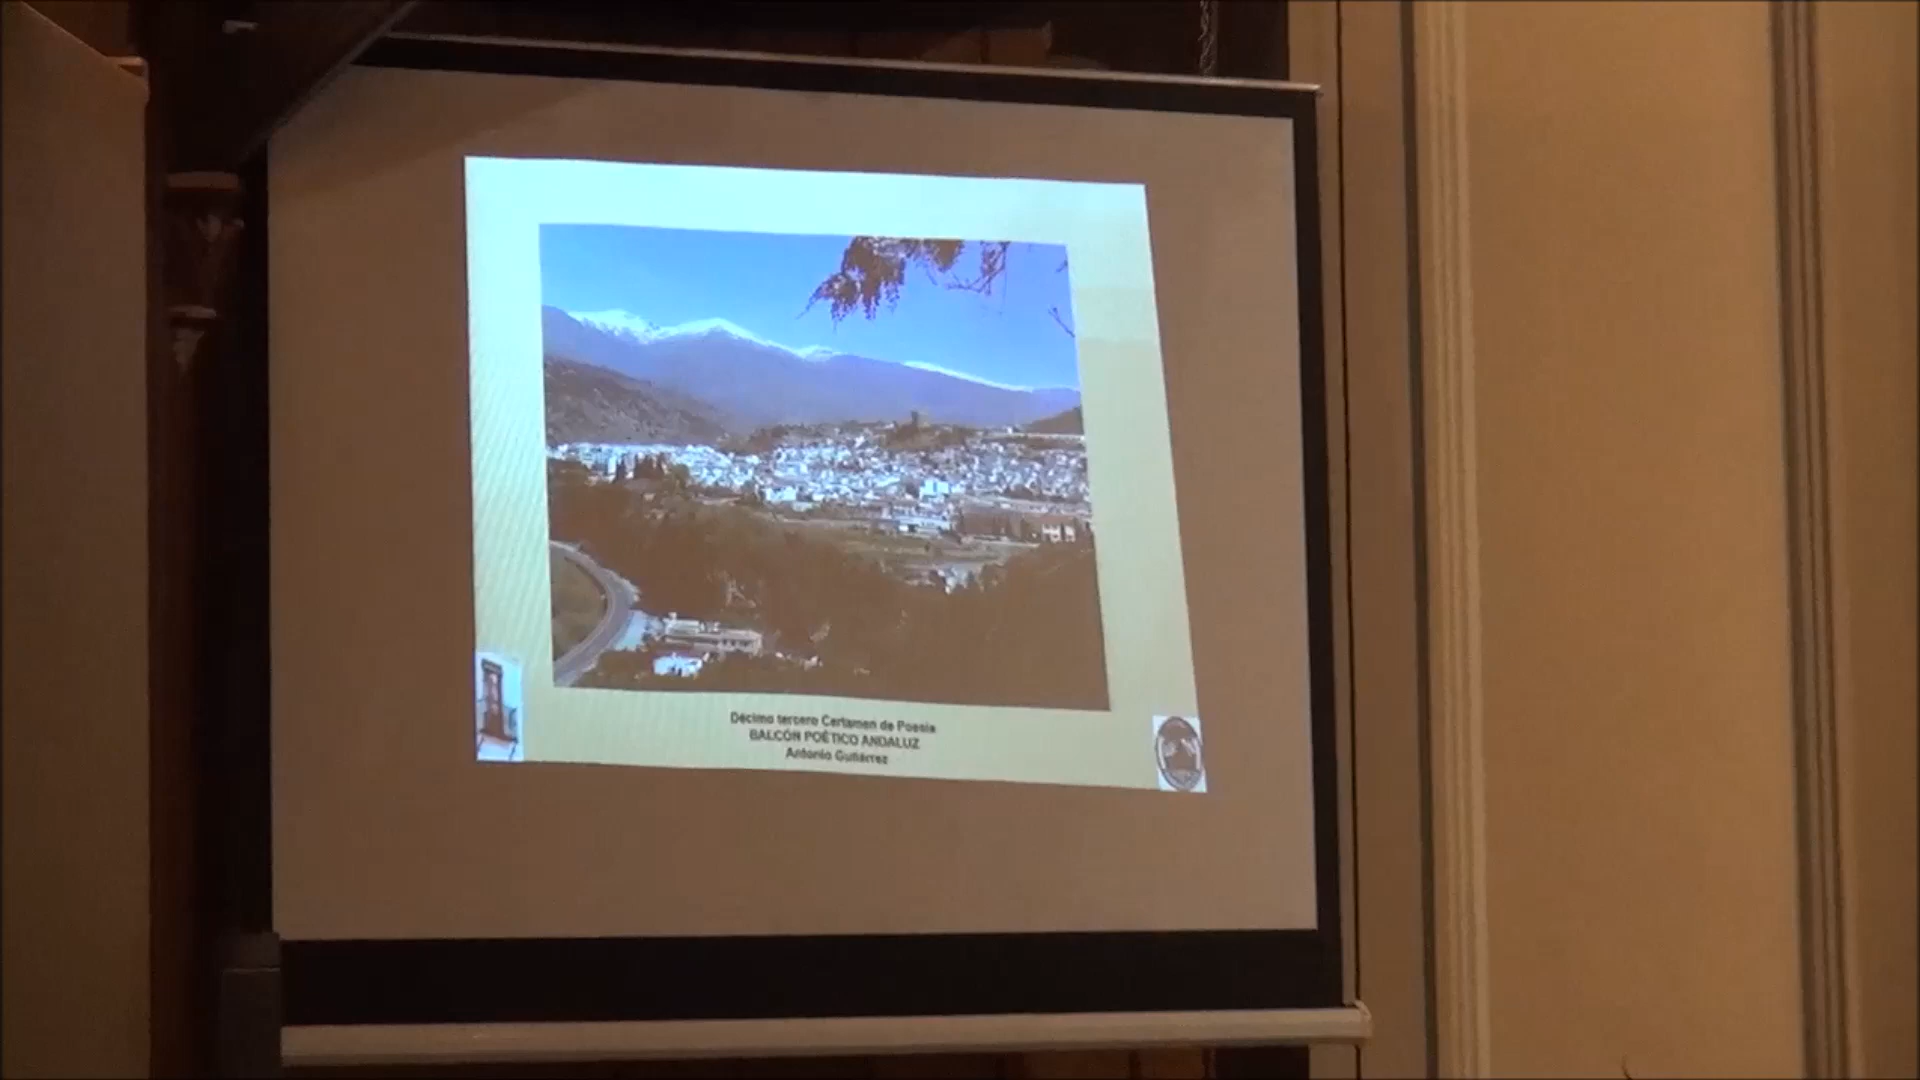 Décimo tercero Certamen de Poesía
BALCÓN POÉTICO ANDALUZ
Antonio Gutiérrez